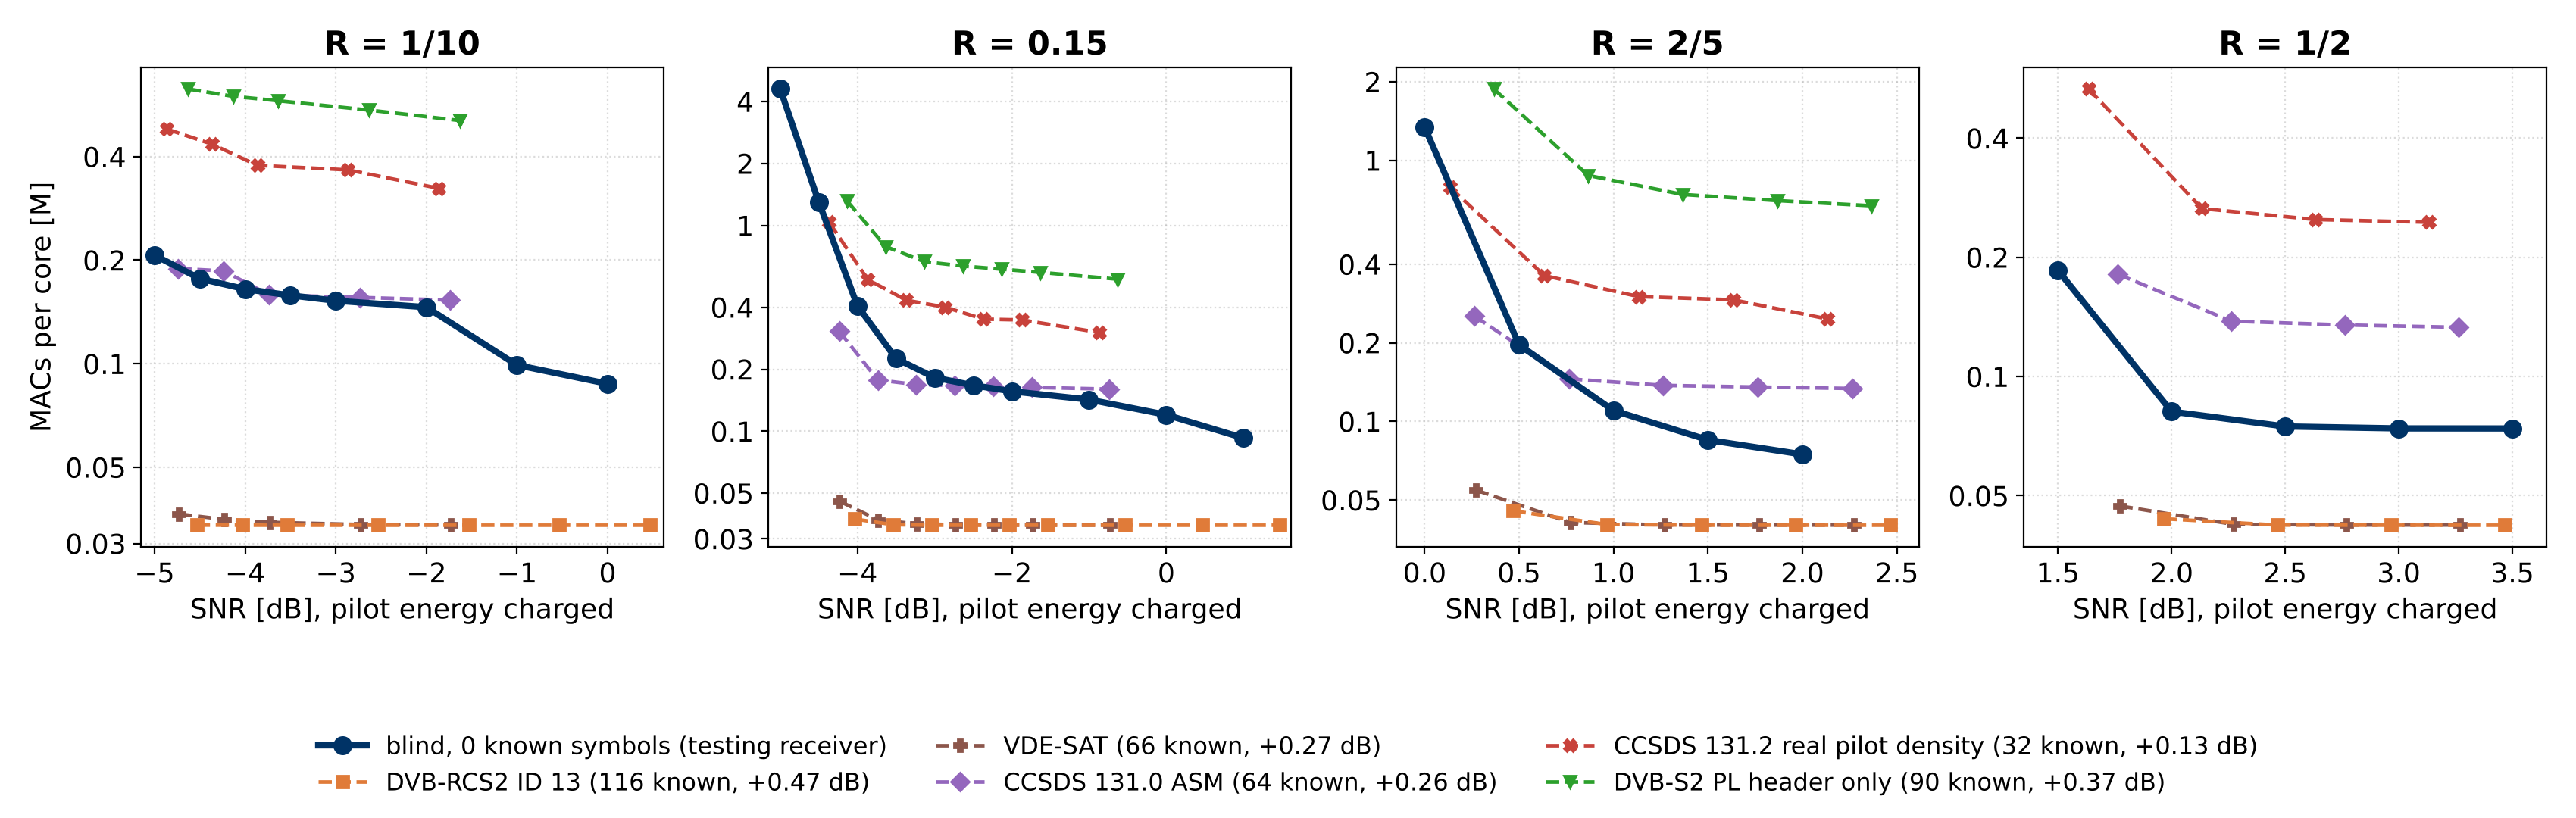 R = 1/10
R = 0.15
R = 2/5
R = 1/2
MACs per core [M]
0.4
0.2
0.1
0.05
0.03
−5 −4 −3 −2 −1 0
SNR [dB], pilot energy charged
4
2
1
0.4
0.2
0.1
0.05
0.03
−4 −2 0
SNR [dB], pilot energy charged
2
1
0.4
0.2
0.1
0.05
0.0 0.5 1.0 1.5 2.0 2.5
SNR [dB], pilot energy charged
0.4
0.2
0.1
0.05
1.5 2.0 2.5 3.0 3.5
SNR [dB], pilot energy charged
blind, 0 known symbols (testing receiver)
DVB-RCS2 ID 13 (116 known, +0.47 dB)
VDE-SAT (66 known, +0.27 dB)
CCSDS 131.0 ASM (64 known, +0.26 dB)
CCSDS 131.2 real pilot density (32 known, +0.13 dB)
DVB-S2 PL header only (90 known, +0.37 dB)